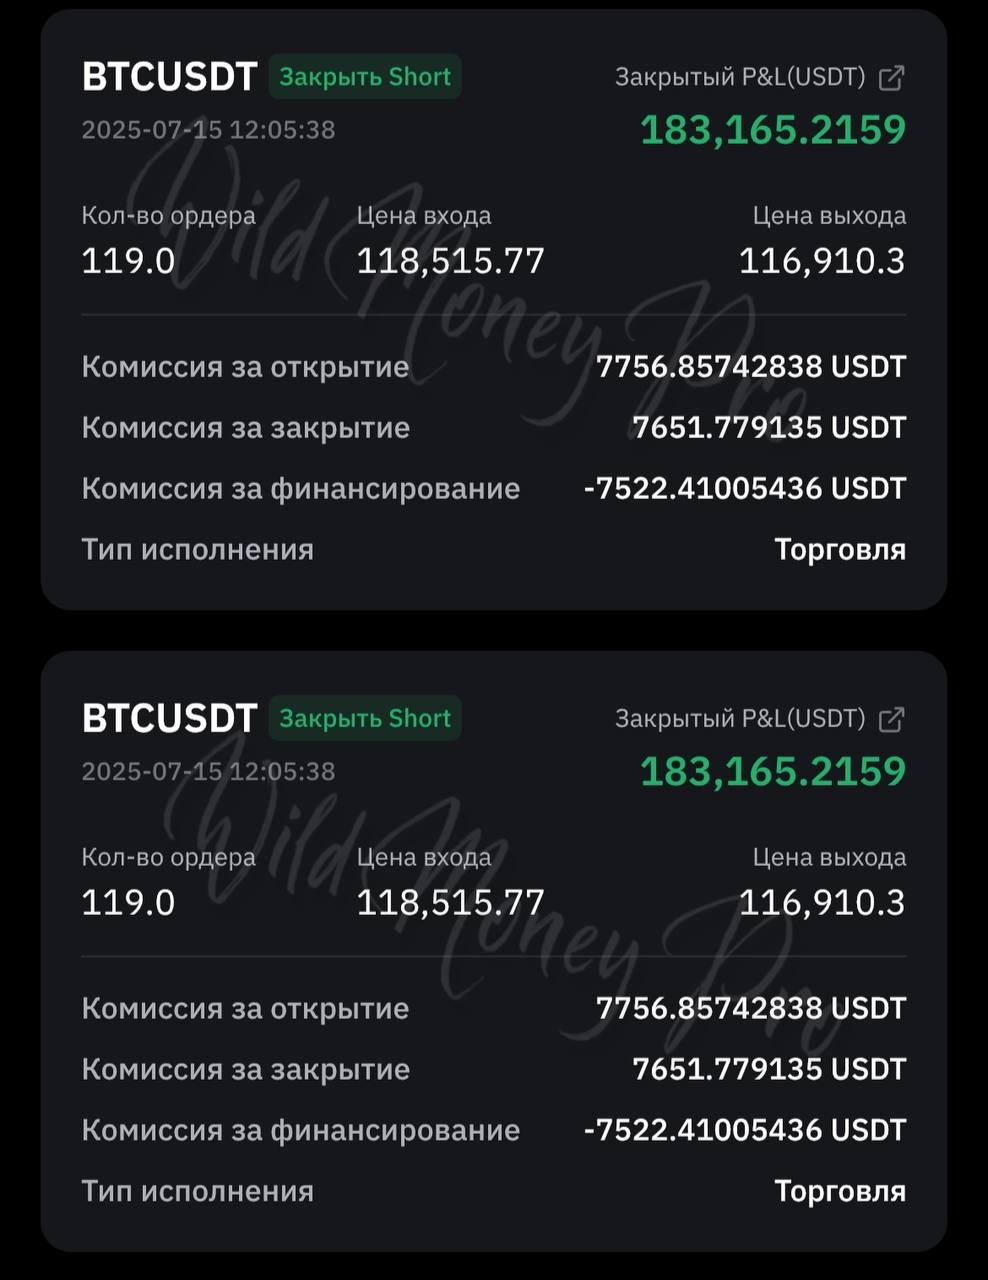 BTCUSDT Закрыть Short Закрытый P&L(USDT)
2025-07-15 12:05:38 183,165.2159
Кол-во ордера Цена входа Цена выхода
119.0 118,515.77 116,910.3
Комиссия за открытие 7756.85742838 USDT
Комиссия за закрытие 7651.779135 USDT
Комиссия за финансирование -7522.41005436 USDT
Тип исполнения Торговля
Wild Money Pro
BTCUSDT Закрыть Short Закрытый P&L(USDT)
2025-07-15 12:05:38 183,165.2159
Кол-во ордера Цена входа Цена выхода
119.0 118,515.77 116,910.3
Комиссия за открытие 7756.85742838 USDT
Комиссия за закрытие 7651.779135 USDT
Комиссия за финансирование -7522.41005436 USDT
Тип исполнения Торговля
Wild Money Pro